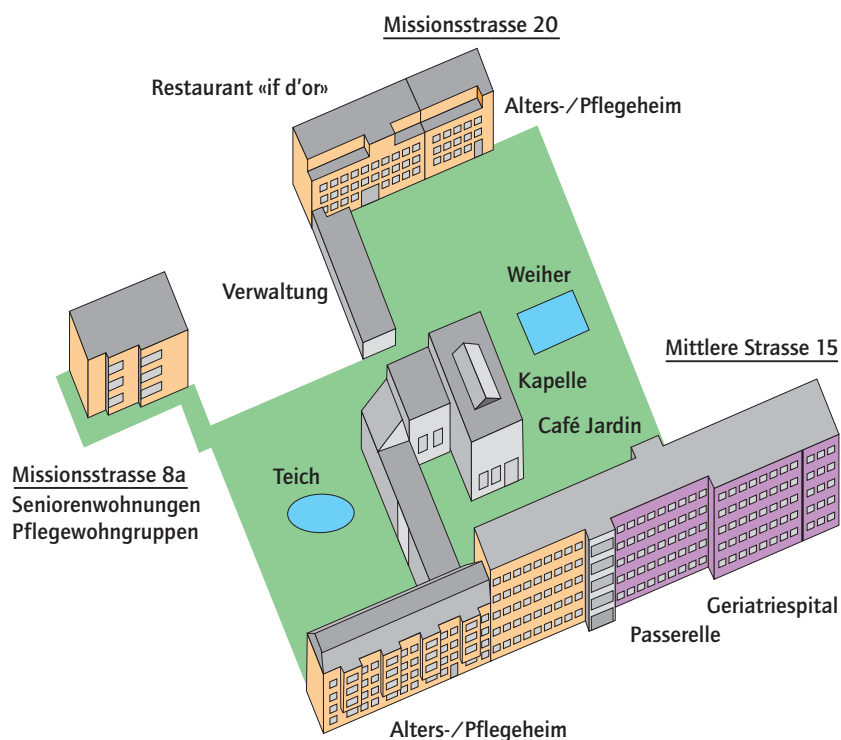 Missionsstrasse 20
Restaurant «if d'or»
Alters-/Pflegeheim
Verwaltung
Weiher
Mittlere Strasse 15
Kapelle
Café Jardin
Missionsstrasse 8a
Seniorenwohnungen
Pflegewohngruppen
Teich
Geriatriespital
Passerelle
Alters-/Pflegeheim